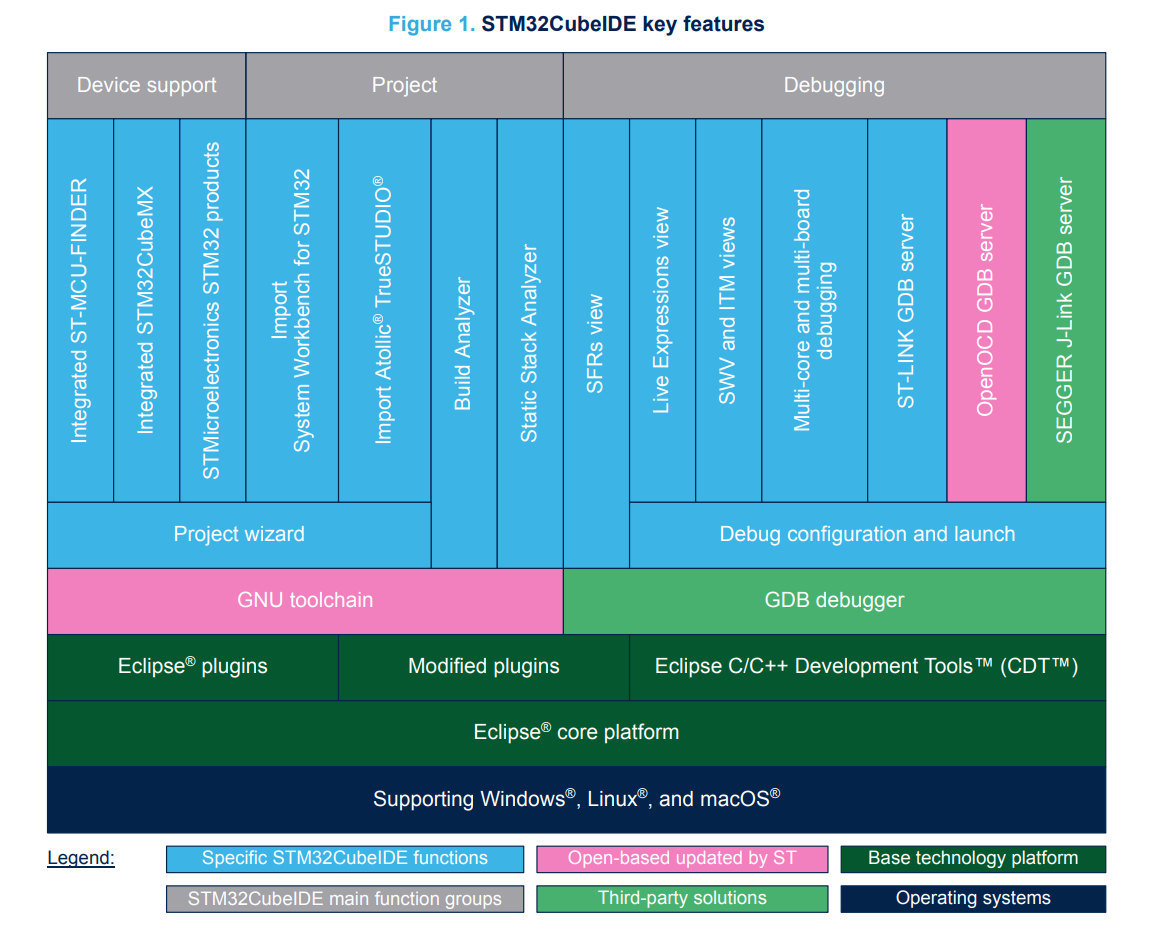 Figure 1. STM32CubeIDE key features
Device support
Project
Debugging
Integrated ST-MCU-FINDER
Integrated STM32CubeMX
STMicroelectronics STM32 products
Import
System Workbench for STM32
Import Atollic® TrueSTUDIO®
Build Analyzer
Static Stack Analyzer
SFRs view
Live Expressions view
SWV and ITM views
Multi-core and multi-board
debugging
ST-LINK GDB server
OpenOCD GDB server
SEGGER J-Link GDB server
Project wizard
Debug configuration and launch
GNU toolchain
GDB debugger
Eclipse® plugins
Modified plugins
Eclipse C/C++ Development Tools™ (CDT™)
Eclipse® core platform
Supporting Windows®, Linux®, and macOS®
Legend:
Specific STM32CubeIDE functions
Open-based updated by ST
Base technology platform
STM32CubeIDE main function groups
Third-party solutions
Operating systems